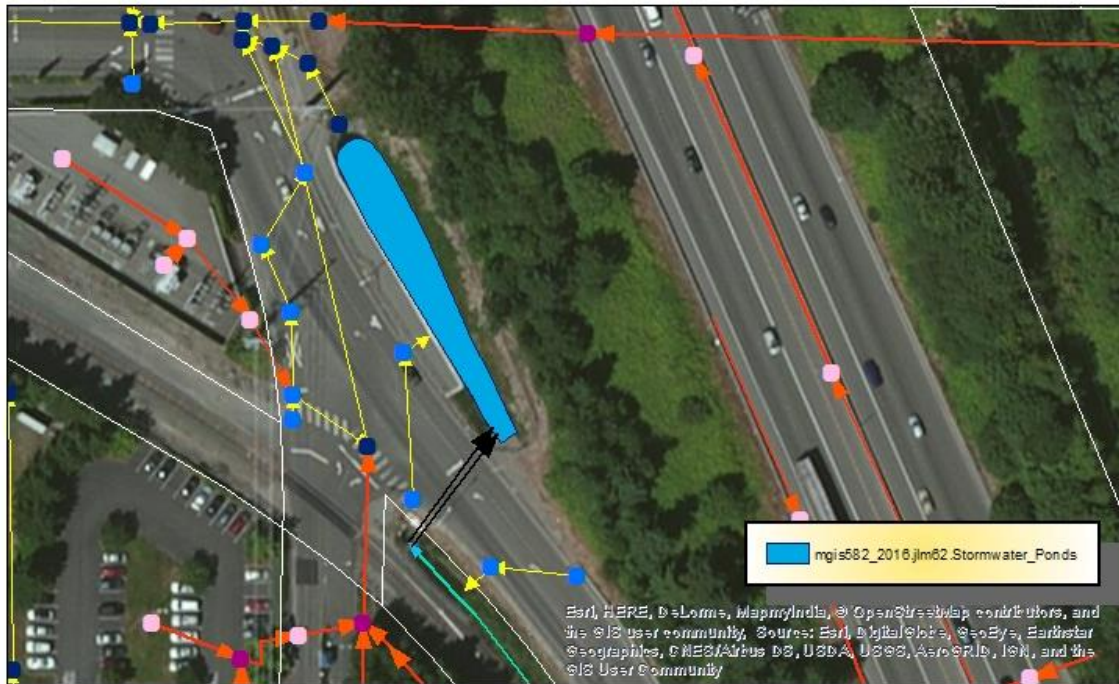 mgis582_2016.jlm62.Stormwater_Ponds
Esri, HERE, DeLorme, MapmyIndia, © OpenStreetMap contributors, and
the GIS user community, Source: Esri, DigitalGlobe, GeoEye, Earthstar
Geographics, CNES/Airbus DS, USDA, USGS, AeroGRID, IGN, and the
GIS User Community